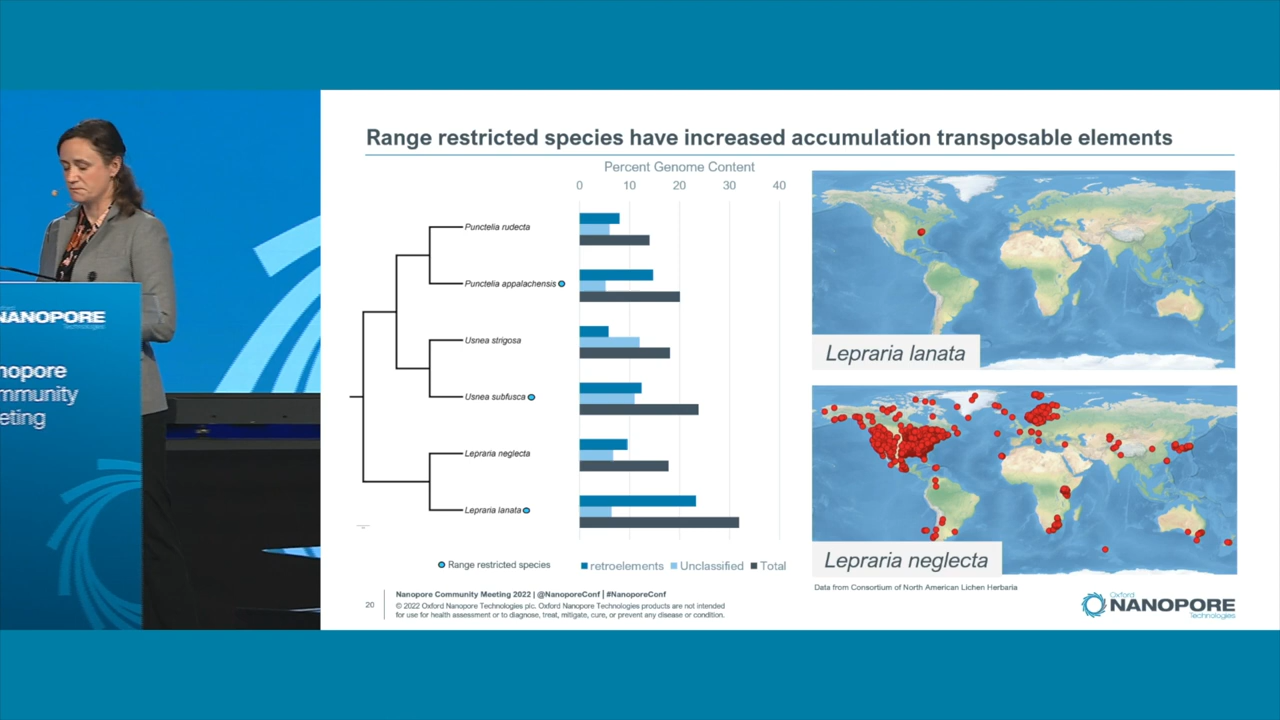 Range restricted species have increased accumulation transposable elements
Percent Genome Content
0 10 20 30 40
Punctelia rudecta
Punctelia appalachensis
Usnea strigosa
Usnea subfusca
Lepraria neglecta
Lepraria lanata
Range restricted species
retroelements Unclassified Total
Lepraria lanata
Lepraria neglecta
Data from Consortium of North American Lichen Herbaria
20
Nanopore Community Meeting 2022 | @NanoporeConf | #NanoporeConf
© 2022 Oxford Nanopore Technologies plc. Oxford Nanopore Technologies products are not intended
for use for health assessment or to diagnose, treat, mitigate, cure, or prevent any disease or condition.
Oxford
NANOPORE
Technologies
Oxford
NANOPORE
Technologies
nopore
mmunity
eting